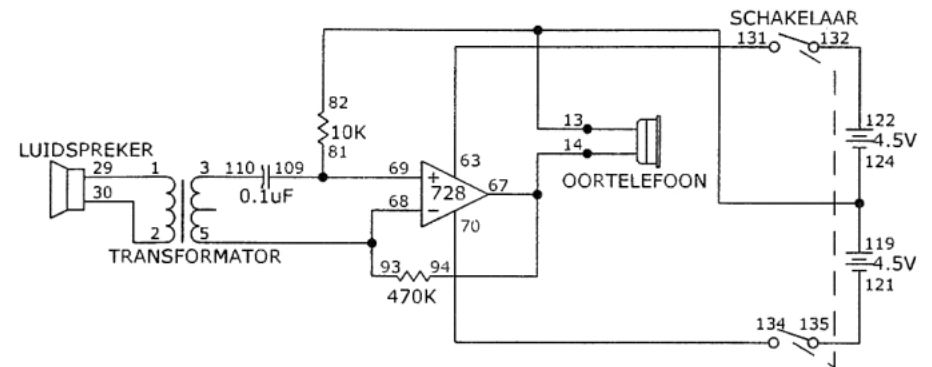 SCHAKELAAR
131 132
82
10K
81
13
14
122
4.5V
124
LUIDSPREKER
29 1 3 110 109 69 + 63
30
0.1uF
728 67
OORTELEFOON
68 −
70
2 5
TRANSFORMATOR
119
4.5V
121
93 94
470K
134 135